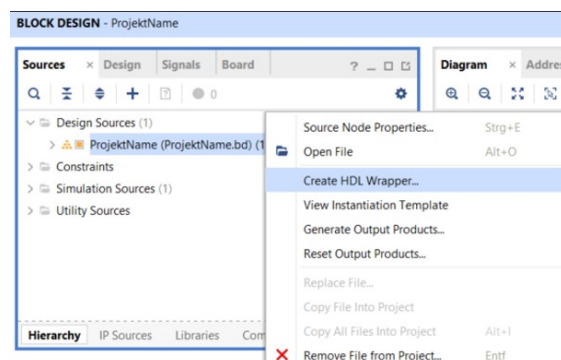 BLOCK DESIGN - ProjektName
Sources × Design Signals Board ? _
Diagram × Addre
0
Design Sources (1)
ProjektName (ProjektName.bd) (1
Constraints
Simulation Sources (1)
Utility Sources
Source Node Properties... Strg+E
Open File Alt+O
Create HDL Wrapper...
View Instantiation Template
Generate Output Products...
Reset Output Products...
Replace File...
Copy File Into Project
Copy All Files Into Project Alt+I
Remove File from Project... Entf
Hierarchy IP Sources Libraries Com